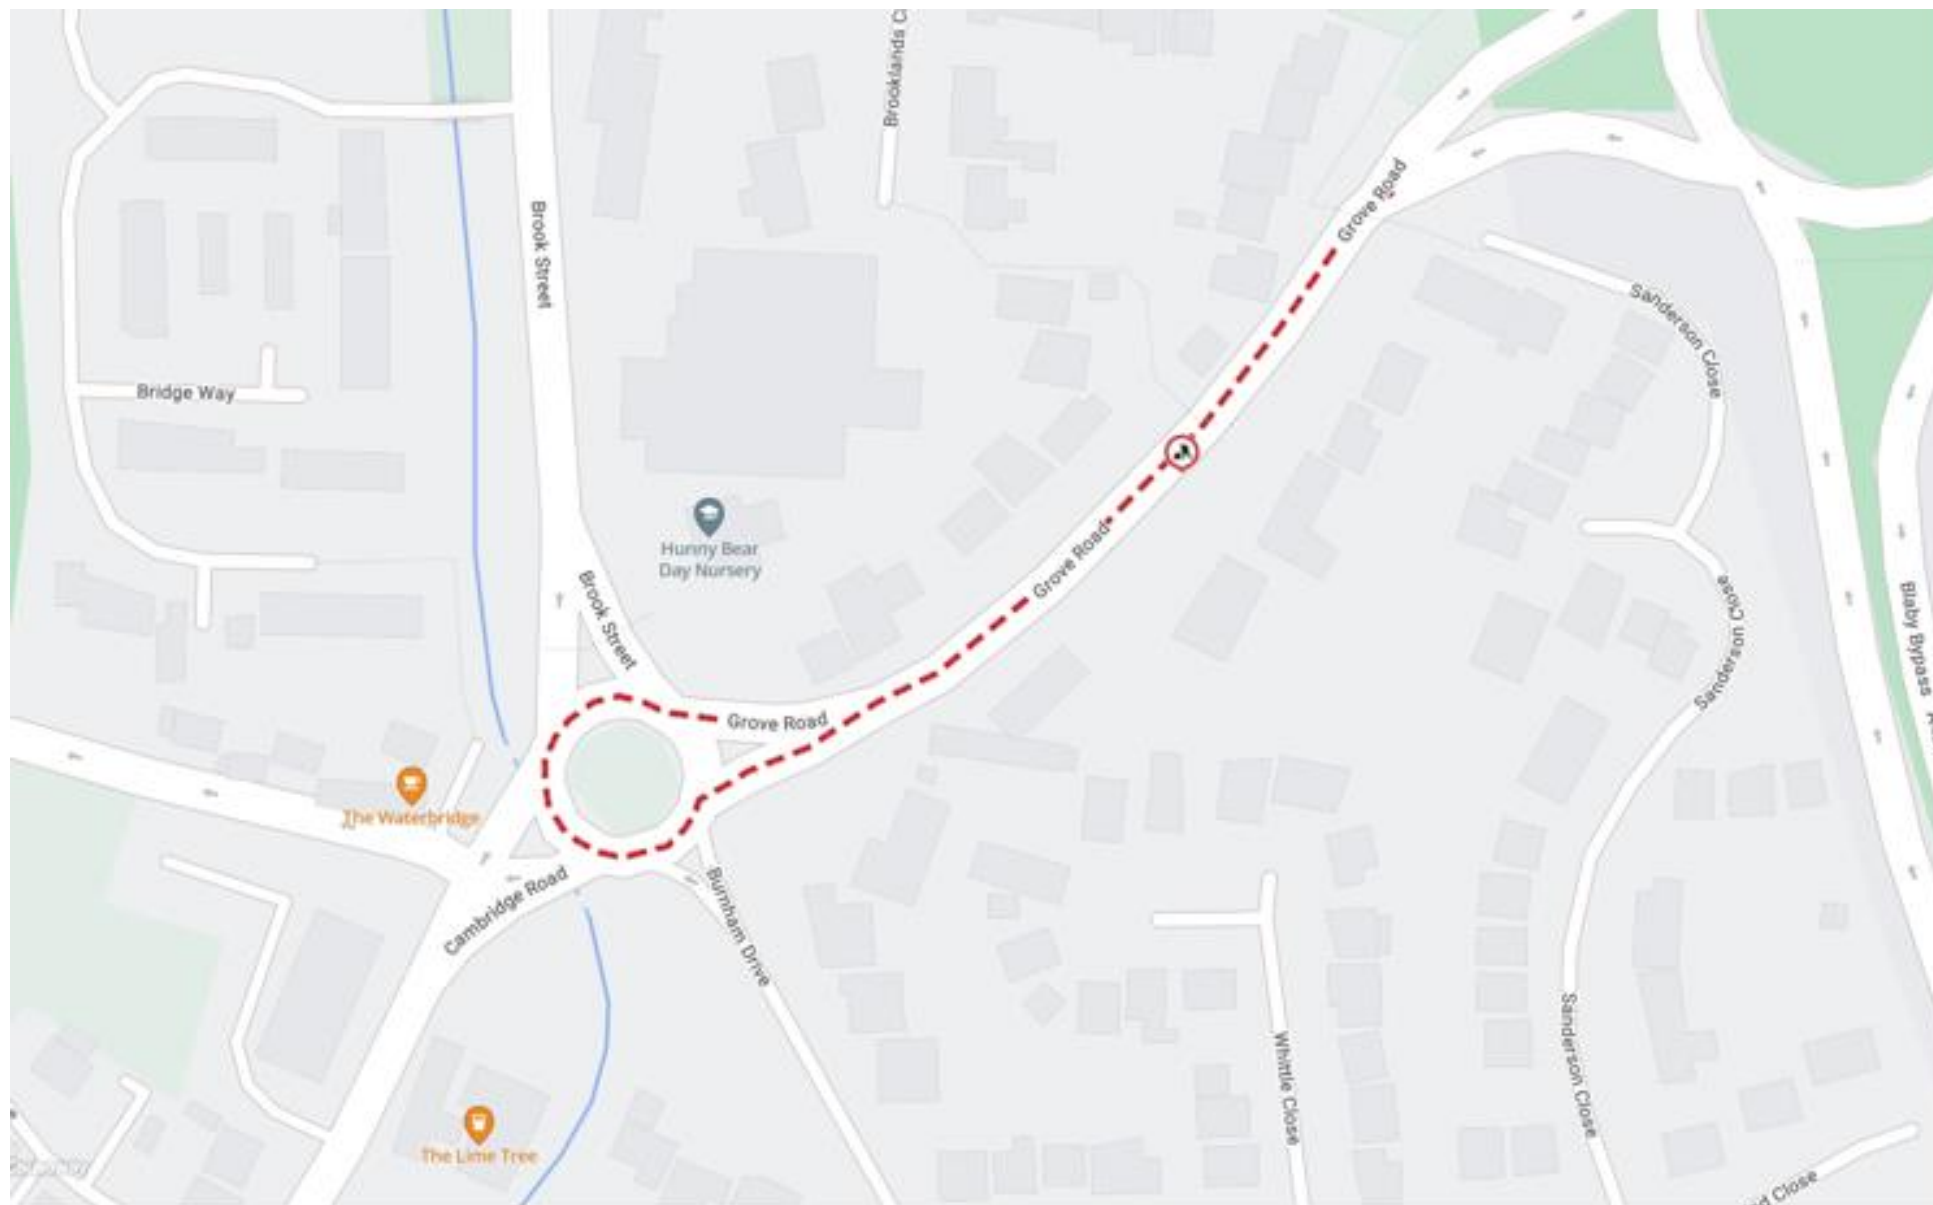 Brooklands C
Grove Road
Brook Street
Sanderson Close
Bridge Way
Grove Road
Hunny Bear
Day Nursery
Brook Street
Sanderson Close
Blaby Bypass
Grove Road
The Waterbridge
Cambridge Road
Burnham Drive
Whittle Close
Sanderson Close
The Lime Tree
d Close